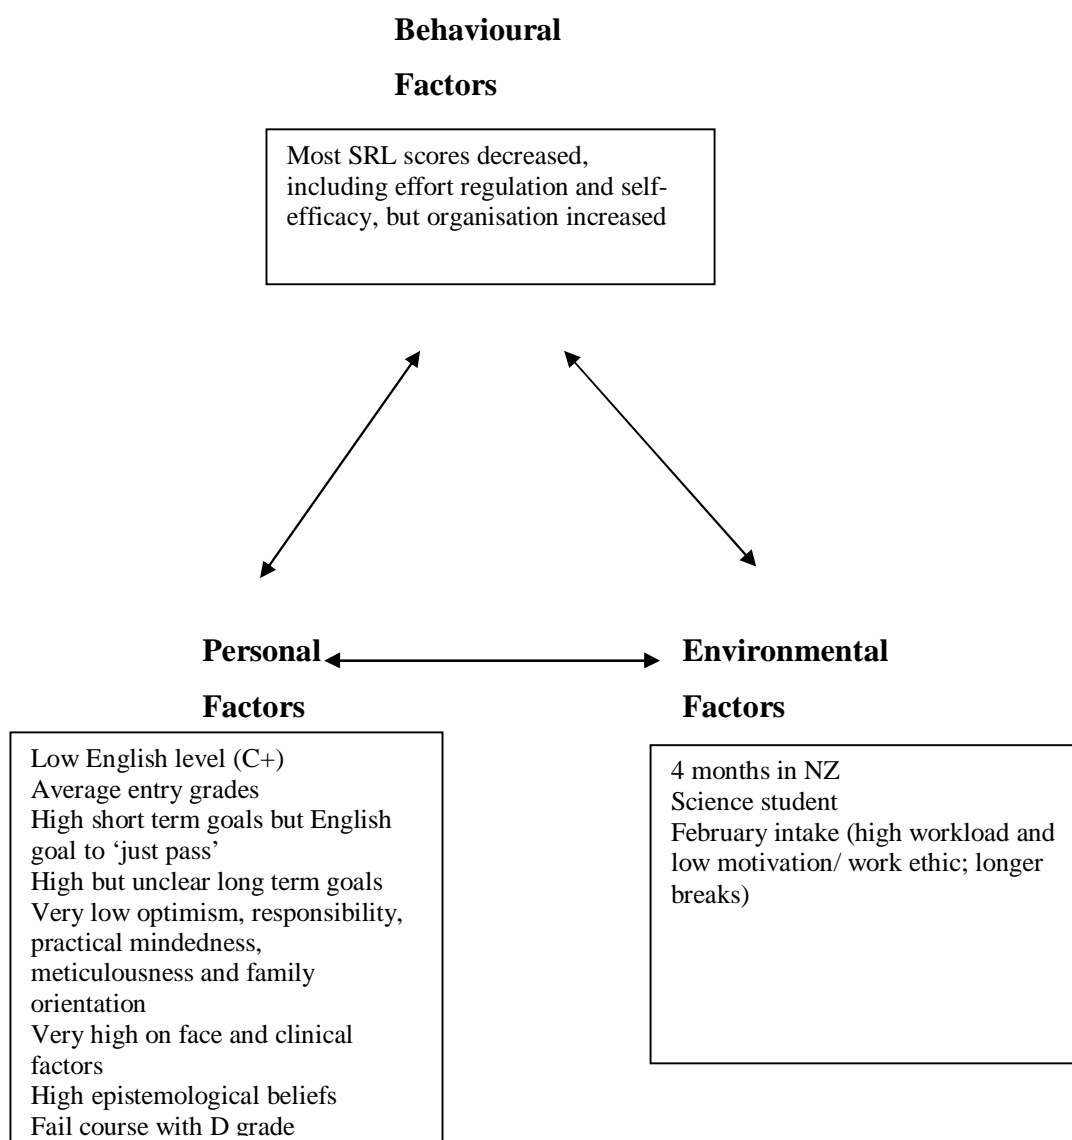 Behavioural
Factors
Most SRL scores decreased,
including effort regulation and self-
efficacy, but organisation increased
Personal
Factors
Low English level (C+)
Average entry grades
High short term goals but English
goal to ‘just pass’
High but unclear long term goals
Very low optimism, responsibility,
practical mindedness,
meticulousness and family
orientation
Very high on face and clinical
factors
High epistemological beliefs
Fail course with D grade
Environmental
Factors
4 months in NZ
Science student
February intake (high workload and
low motivation/ work ethic; longer
breaks)